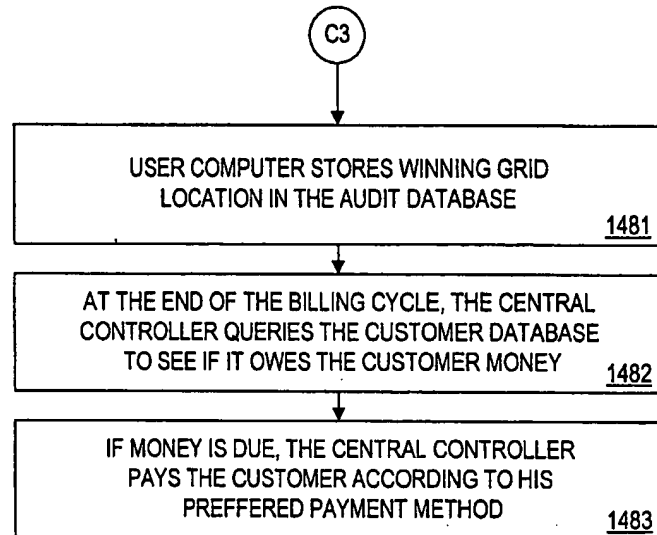 C3
USER COMPUTER STORES WINNING GRID
LOCATION IN THE AUDIT DATABASE
1481
AT THE END OF THE BILLING CYCLE, THE CENTRAL
CONTROLLER QUERIES THE CUSTOMER DATABASE
TO SEE IF IT OWES THE CUSTOMER MONEY
1482
IF MONEY IS DUE, THE CENTRAL CONTROLLER
PAYS THE CUSTOMER ACCORDING TO HIS
PREFFERED PAYMENT METHOD
1483